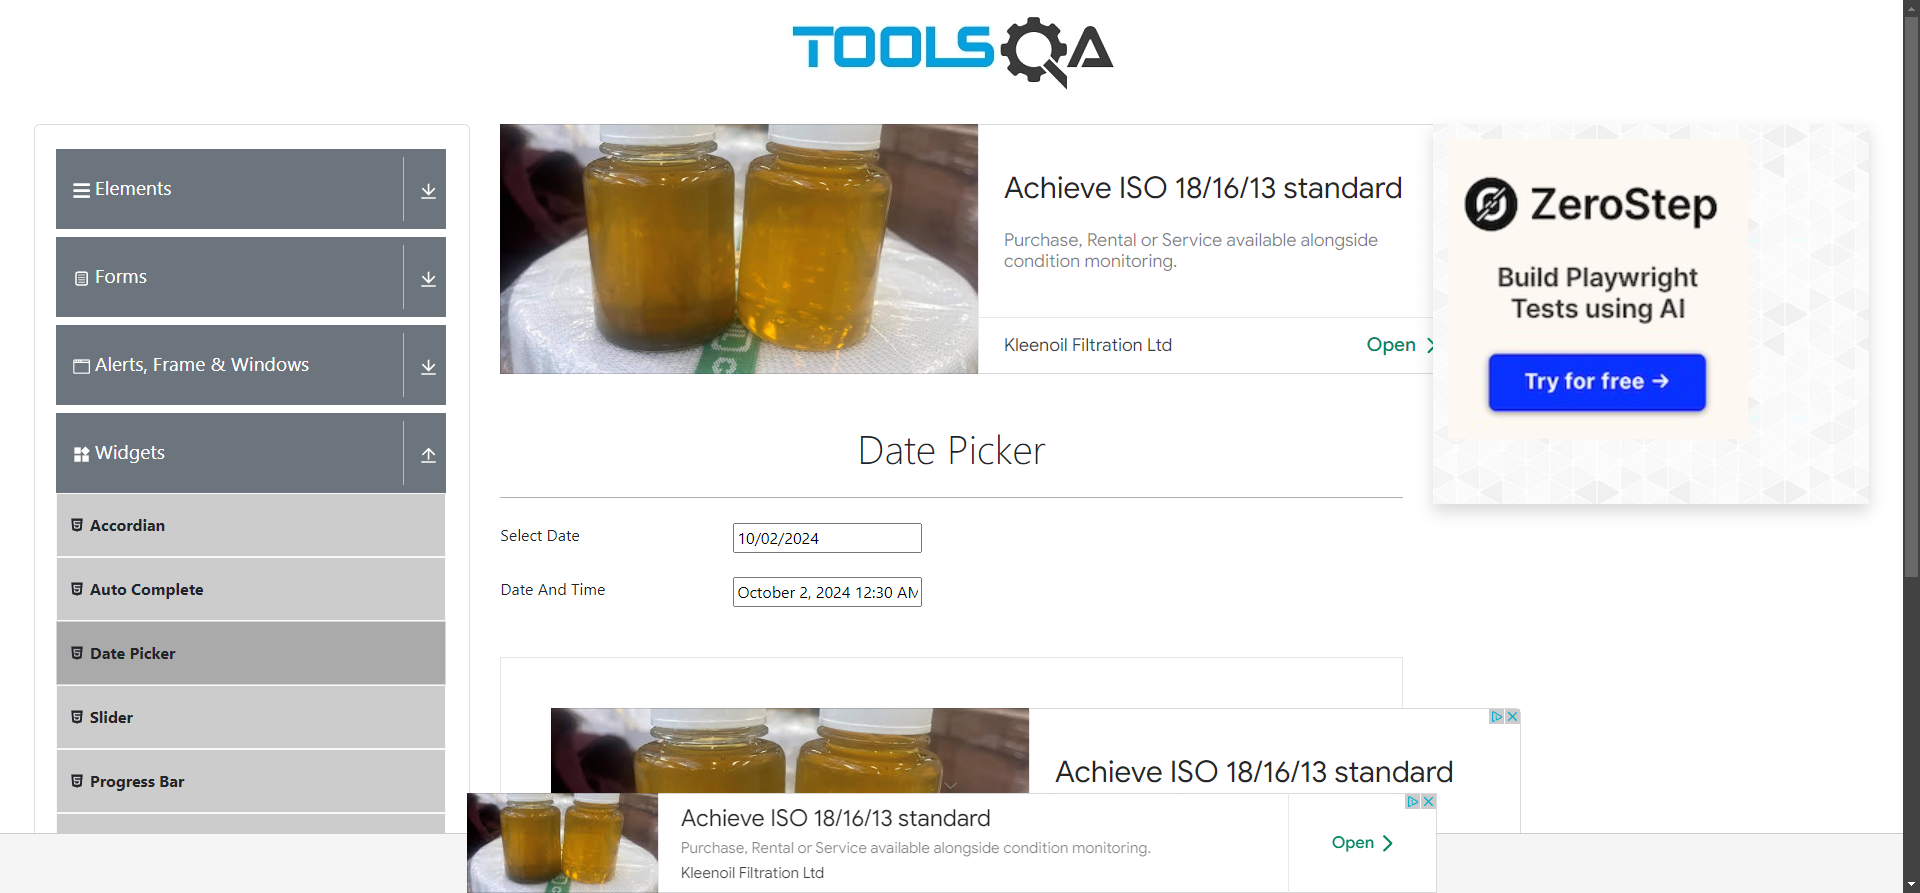 TOOLSQA
Elements
Forms
Alerts, Frame & Windows
Widgets
Accordian
Auto Complete
Date Picker
Slider
Progress Bar
Achieve ISO 18/16/13 standard
Purchase, Rental or Service available alongside
condition monitoring.
Kleenoil Filtration Ltd
Open
ZeroStep
Build Playwright
Tests using AI
Try for free →
Date Picker
Select Date
10/02/2024
Date And Time
October 2, 2024 12:30 AM
Achieve ISO 18/16/13 standard
Achieve ISO 18/16/13 standard
Purchase, Rental or Service available alongside condition monitoring.
Kleenoil Filtration Ltd
Open